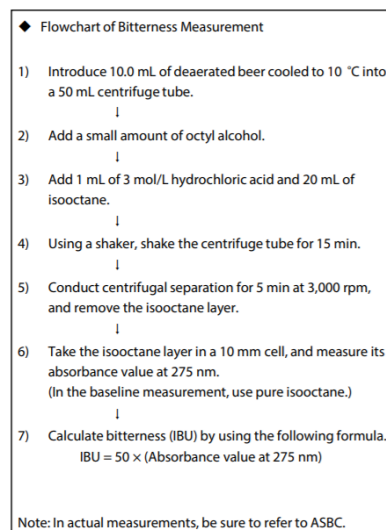 ◆ Flowchart of Bitterness Measurement
1) Introduce 10.0 mL of deaerated beer cooled to 10 °C into
a 50 mL centrifuge tube.
↓
2) Add a small amount of octyl alcohol.
↓
3) Add 1 mL of 3 mol/L hydrochloric acid and 20 mL of
isooctane.
↓
4) Using a shaker, shake the centrifuge tube for 15 min.
↓
5) Conduct centrifugal separation for 5 min at 3,000 rpm,
and remove the isooctane layer.
↓
6) Take the isooctane layer in a 10 mm cell, and measure its
absorbance value at 275 nm.
(In the baseline measurement, use pure isooctane.)
↓
7) Calculate bitterness (IBU) by using the following formula.
IBU = 50 × (Absorbance value at 275 nm)
Note: In actual measurements, be sure to refer to ASBC.